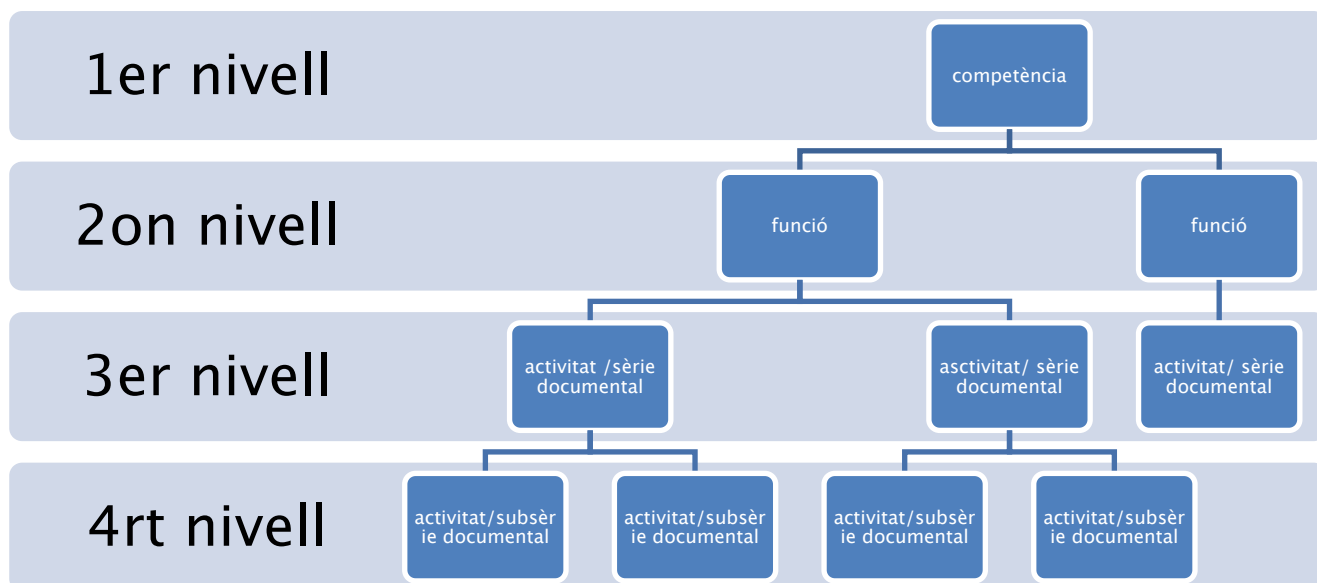 1er nivell
competència
2on nivell
funció
funció
3er nivell
activitat /sèrie
documental
asctivitat/ sèrie
documental
activitat/ sèrie
documental
4rt nivell
activitat/subsèr
ie documental
activitat/subsèr
ie documental
activitat/subsèr
ie documental
activitat/subsèr
ie documental